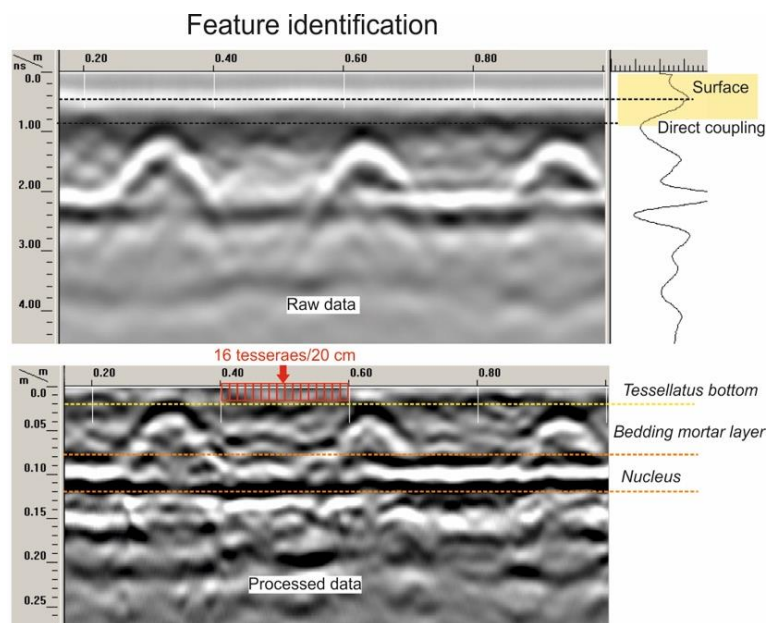 Feature identification
m
ns
0.20
0.40
0.60
0.80
0.0
1.00
2.00
3.00
4.00
Surface
Direct coupling
Raw data
16 tesseraes/20 cm
m
m
0.20
0.40
0.60
0.80
0.0
0.05
0.10
0.15
0.20
0.25
Tessellatus bottom
Bedding mortar layer
Nucleus
Processed data